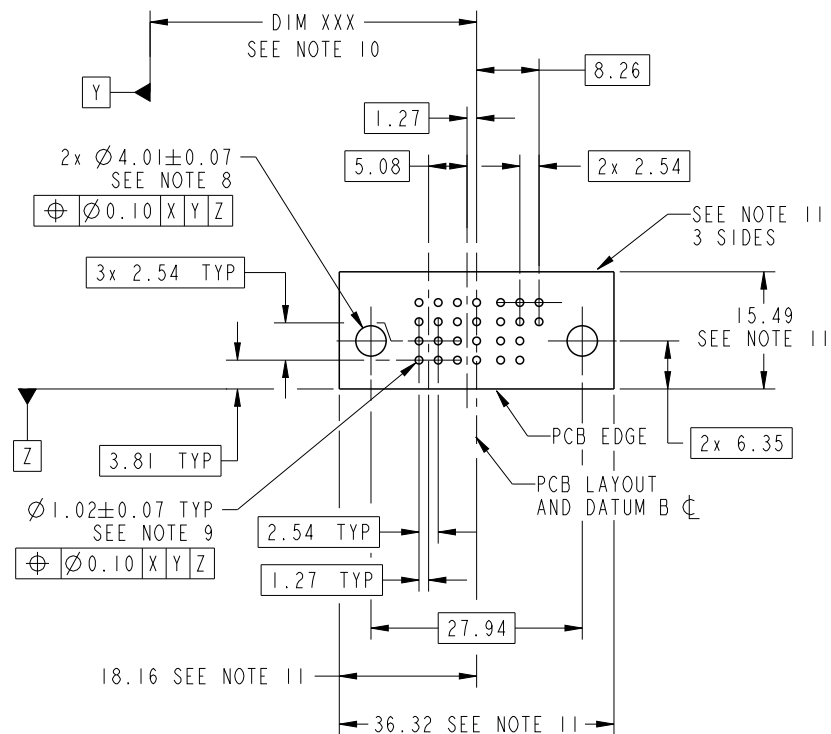 DIM XXX
SEE NOTE 10
8.26
Y
1.27
2x Ø4.01±0.07
SEE NOTE 8
5.08
2x 2.54
⌖ Ø0.10 X Y Z
SEE NOTE 11
3 SIDES
3x 2.54 TYP
15.49
SEE NOTE 11
Z
3.81 TYP
PCB EDGE
2x 6.35
PCB LAYOUT
AND DATUM B ℄
Ø1.02±0.07 TYP
SEE NOTE 9
2.54 TYP
⌖ Ø0.10 X Y Z
1.27 TYP
27.94
18.16 SEE NOTE 11
36.32 SEE NOTE 11